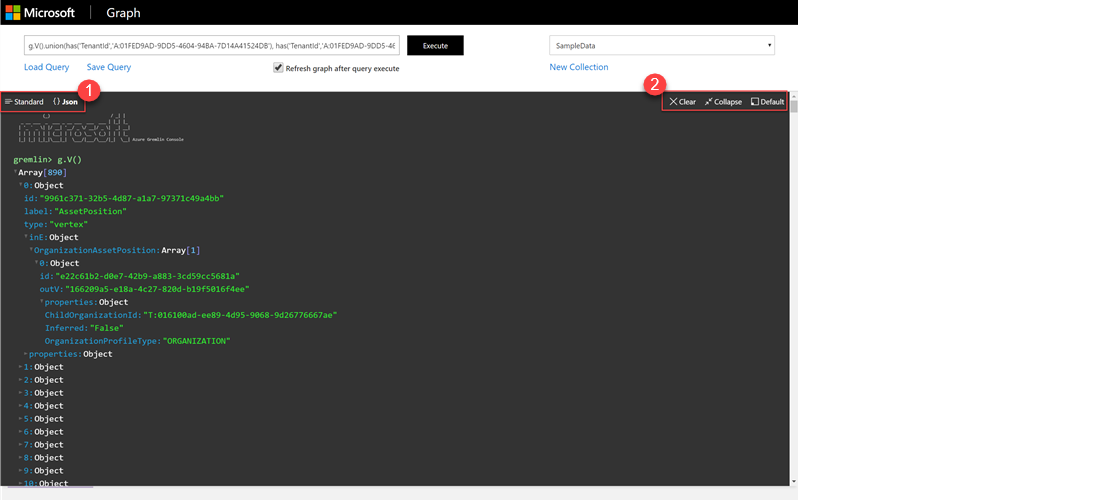 Microsoft Graph
g.V().union(has('TenantId','A:01FED9AD-9DD5-4604-94BA-7D14A41524DB'), has('TenantId','A:01FED9AD-9DD5-46
Execute
SampleData
Load Query Save Query
Refresh graph after query execute
New Collection
1
2
Standard {} Json
Clear Collapse Default
Azure Gremlin Console
gremlin> g.V()
Array[890]
0:Object
id:"9961c371-32b5-4d87-a1a7-97371c49a4bb"
label:"AssetPosition"
type:"vertex"
inE:Object
OrganizationAssetPosition:Array[1]
0:Object
id:"e22c61b2-d0e7-42b9-a883-3cd59cc5681a"
outV:"166209a5-e18a-4c27-820d-b19f5016f4ee"
properties:Object
ChildOrganizationId:"T:016100ad-ee89-4d95-9068-9d26776667ae"
Inferred:"False"
OrganizationProfileType:"ORGANIZATION"
properties:Object
1:Object
2:Object
3:Object
4:Object
5:Object
6:Object
7:Object
8:Object
9:Object
10:Object